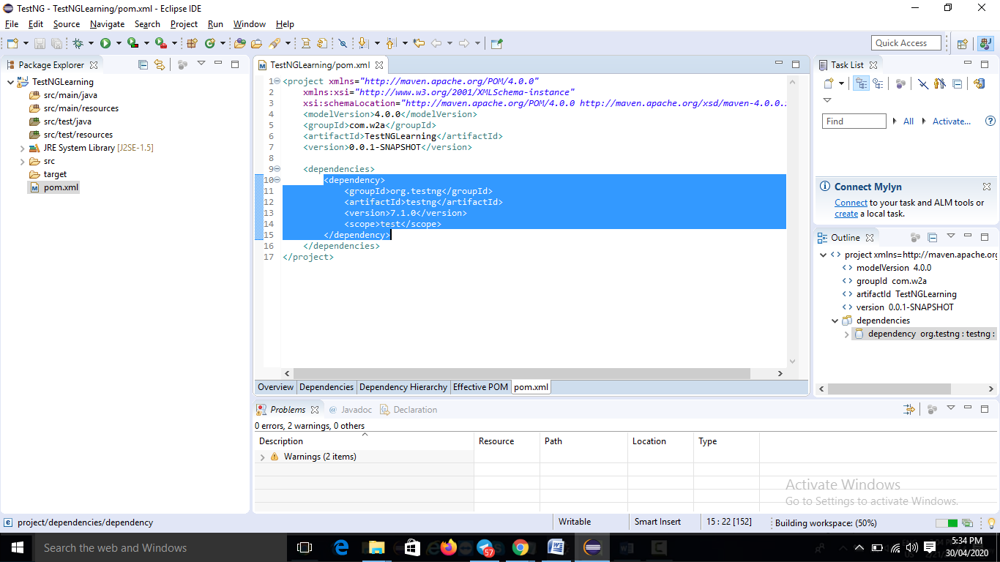 TestNG - TestNGLearning/pom.xml - Eclipse IDE
File Edit Source Navigate Search Project Run Window Help
Quick Access
Package Explorer
TestNGLearning
src/main/java
src/main/resources
src/test/java
src/test/resources
JRE System Library [J2SE-1.5]
src
target
pom.xml
TestNGLearning/pom.xml
1 <project xmlns="http://maven.apache.org/POM/4.0.0"
2 xmlns:xsi="http://www.w3.org/2001/XMLSchema-instance"
3 xsi:schemaLocation="http://maven.apache.org/POM/4.0.0 http://maven.apache.org/xsd/maven-4.0.0.
4 <modelVersion>4.0.0</modelVersion>
5 <groupId>com.w2a</groupId>
6 <artifactId>TestNGLearning</artifactId>
7 <version>0.0.1-SNAPSHOT</version>
8
9 <dependencies>
10 <dependency>
11 <groupId>org.testng</groupId>
12 <artifactId>testng</artifactId>
13 <version>7.1.0</version>
14 <scope>test</scope>
15 </dependency>
16 </dependencies>
17 </project>
Overview Dependencies Dependency Hierarchy Effective POM pom.xml
Task List
Find All Activate...
Connect Mylyn
Connect to your task and ALM tools or
create a local task.
Outline
project xmlns=http://maven.apache.org
modelVersion 4.0.0
groupId com.w2a
artifactId TestNGLearning
version 0.0.1-SNAPSHOT
dependencies
dependency org.testng : testng :
Problems @ Javadoc Declaration
0 errors, 2 warnings, 0 others
Description Resource Path Location Type
Warnings (2 items)
Activate Windows
Go to Settings to activate Windows.
project/dependencies/dependency
Writable Smart Insert 15 : 22 [152] Building workspace: (50%)
Search the web and Windows
57
5:34 PM
30/04/2020